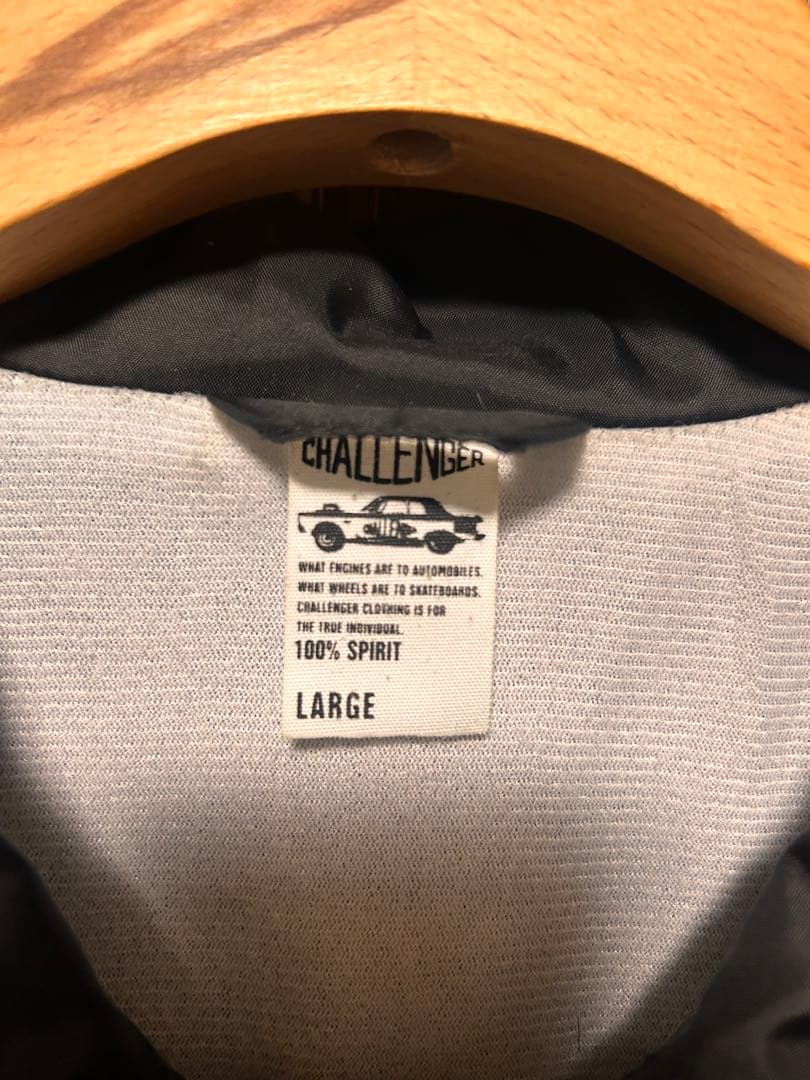 CHALLENGER
WHAT ENGINES ARE TO AUTOMOBILES.
WHAT WHEELS ARE TO SKATEBOARDS.
CHALLENGER CLOTHING IS FOR
THE TRUE INDIVIDUAL.
100% SPIRIT
LARGE